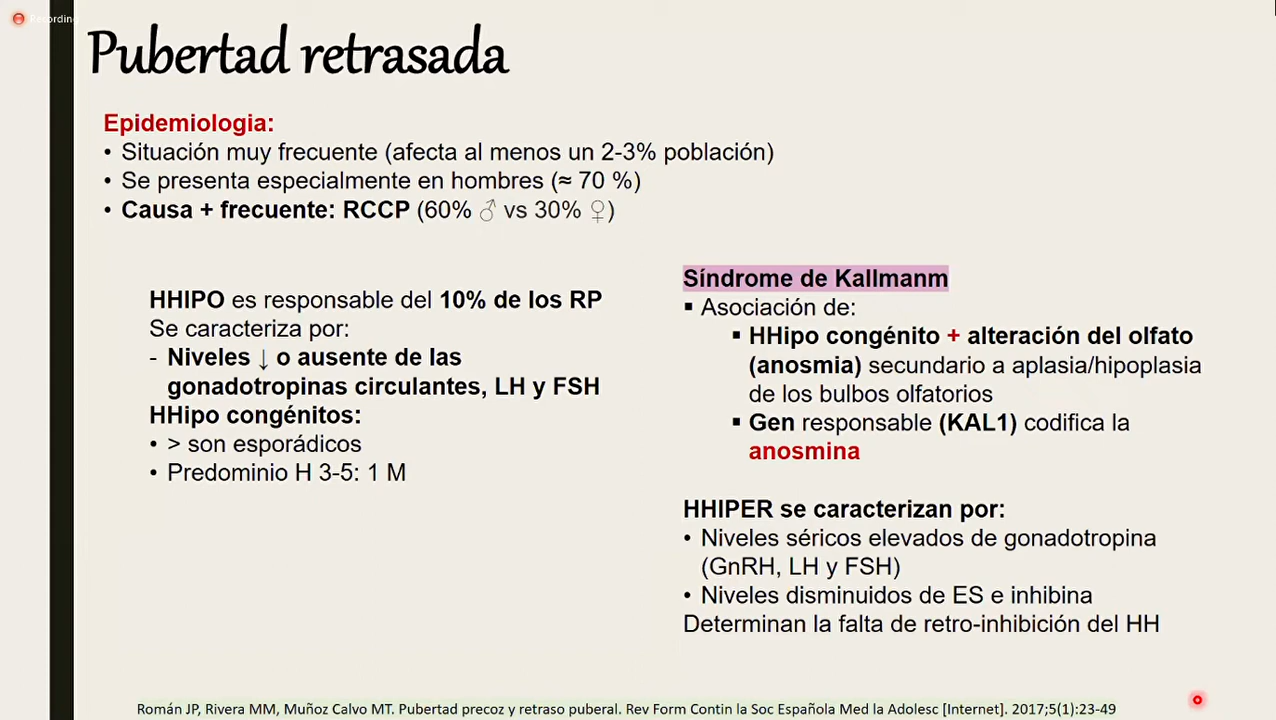 Recording
Pubertad retrasada
Epidemiologia:
• Situación muy frecuente (afecta al menos un 2-3% población)
• Se presenta especialmente en hombres (≈ 70 %)
• Causa + frecuente: RCCP (60% ♂ vs 30% ♀)
HHIPO es responsable del 10% de los RP
Se caracteriza por:
- Niveles ↓ o ausente de las
gonadotropinas circulantes, LH y FSH
HHipo congénitos:
• > son esporádicos
• Predominio H 3-5: 1 M
Síndrome de Kallmanm
▪ Asociación de:
▪ HHipo congénito + alteración del olfato
(anosmia) secundario a aplasia/hipoplasia
de los bulbos olfatorios
▪ Gen responsable (KAL1) codifica la
anosmina
HHIPER se caracterizan por:
• Niveles séricos elevados de gonadotropina
(GnRH, LH y FSH)
• Niveles disminuidos de ES e inhibina
Determinan la falta de retro-inhibición del HH
Román JP, Rivera MM, Muñoz Calvo MT. Pubertad precoz y retraso puberal. Rev Form Contin la Soc Española Med la Adolesc [Internet]. 2017;5(1):23-49